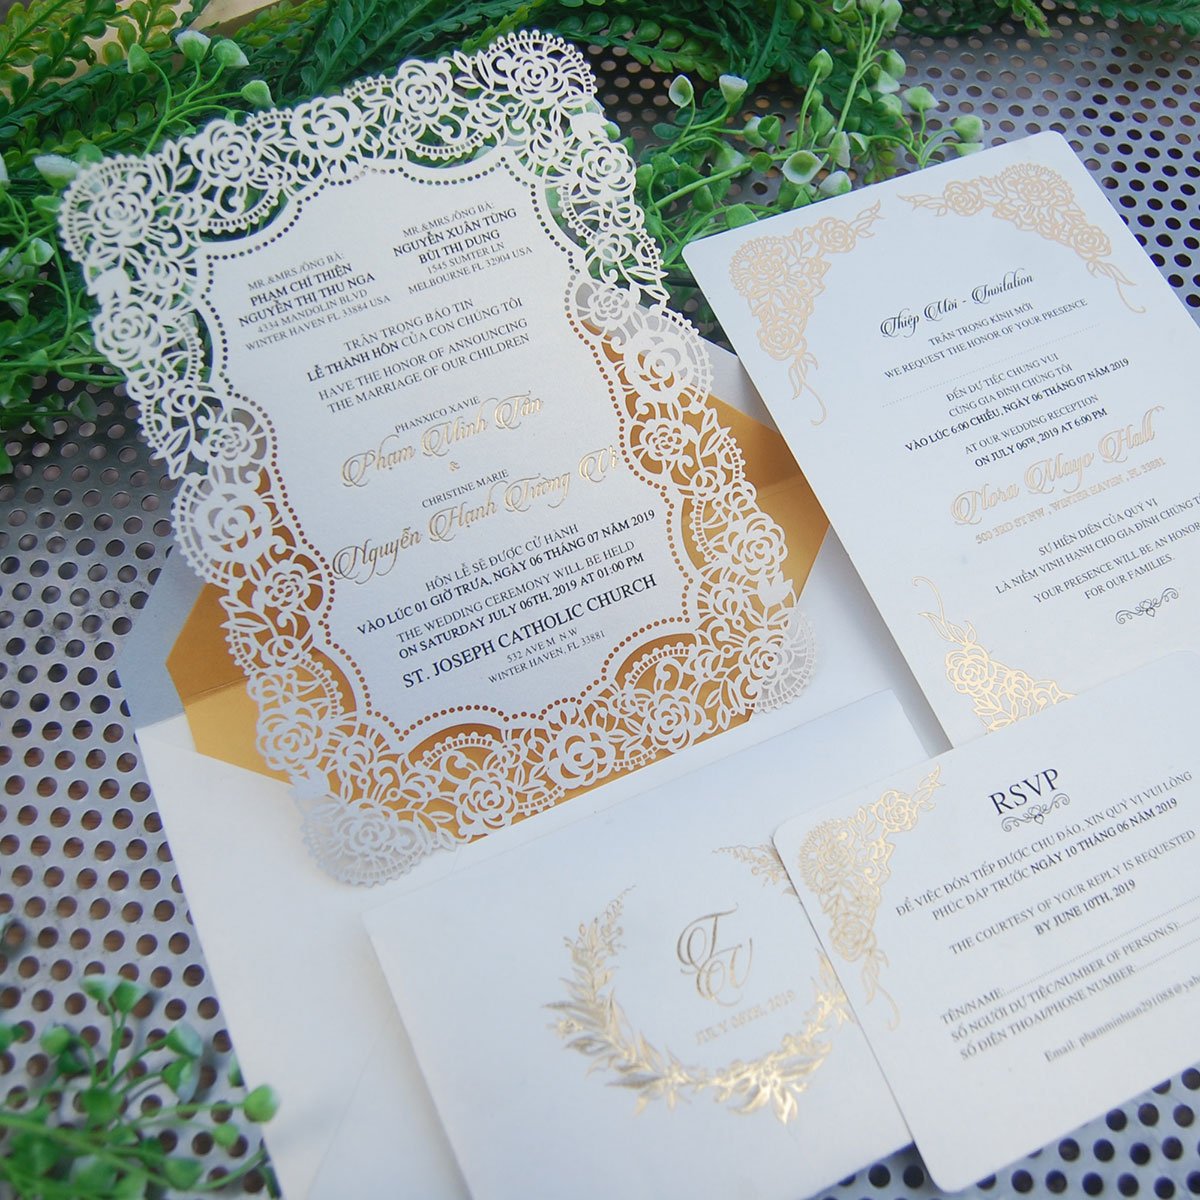 MR.&MRS./ÔNG BÀ:
PHẠM CHÍ THIỆN
NGUYỄN THỊ THU NGA
4334 MANDOLIN BLVD
WINTER HAVEN FL 33884 USA
MR.&MRS./ÔNG BÀ:
NGUYỄN XUÂN TÙNG
BÙI THỊ DUNG
1545 SUMTER LN
MELBOURNE FL 32904 USA
TRÂN TRỌNG BÁO TIN
LỄ THÀNH HÔN CỦA CON CHÚNG TÔI
HAVE THE HONOR OF ANNOUNCING
THE MARRIAGE OF OUR CHILDREN
PHANXICO XAVIE
Phạm Minh Tân
&
CHRISTINE MARIE
Nguyễn Hạnh Tường Vi
HÔN LỄ SẼ ĐƯỢC CỬ HÀNH
VÀO LÚC 01 GIỜ TRƯA, NGÀY 06 THÁNG 07 NĂM 2019
THE WEDDING CEREMONY WILL BE HELD
ON SATURDAY JULY 06TH, 2019 AT 01:00 PM
ST. JOSEPH CATHOLIC CHURCH
532 AVE M N.W
WINTER HAVEN, FL 33881
Thiệp Mời - Invitation
TRÂN TRỌNG KÍNH MỜI
WE REQUEST THE HONOR OF YOUR PRESENCE
ĐẾN DỰ TIỆC CHUNG VUI
CÙNG GIA ĐÌNH CHÚNG TÔI
VÀO LÚC 6:00 CHIỀU, NGÀY 06 THÁNG 07 NĂM 2019
AT OUR WEDDING RECEPTION
ON JULY 06TH, 2019 AT 6:00 PM
Nora Mayo Hall
500 3RD ST NW, WINTER HAVEN, FL 33881
SỰ HIỆN DIỆN CỦA QUÝ VỊ
LÀ NIỀM VINH HẠNH CHO GIA ĐÌNH CHÚNG T
YOUR PRESENCE WILL BE AN HONOR
FOR OUR FAMILIES.
RSVP
ĐỂ VIỆC ĐÓN TIẾP ĐƯỢC CHU ĐÁO, XIN QUÝ VỊ VUI LÒNG
PHÚC ĐÁP TRƯỚC NGÀY 10 THÁNG 06 NĂM 2019
THE COURTESY OF YOUR REPLY IS REQUESTED
BY JUNE 10TH, 2019
TÊN/NAME:
SỐ NGƯỜI DỰ TIỆC/NUMBER OF PERSON(S):
SỐ ĐIỆN THOẠI/PHONE NUMBER
Email: phamminhtan291088@yaho
TV
JULY 06TH, 2019